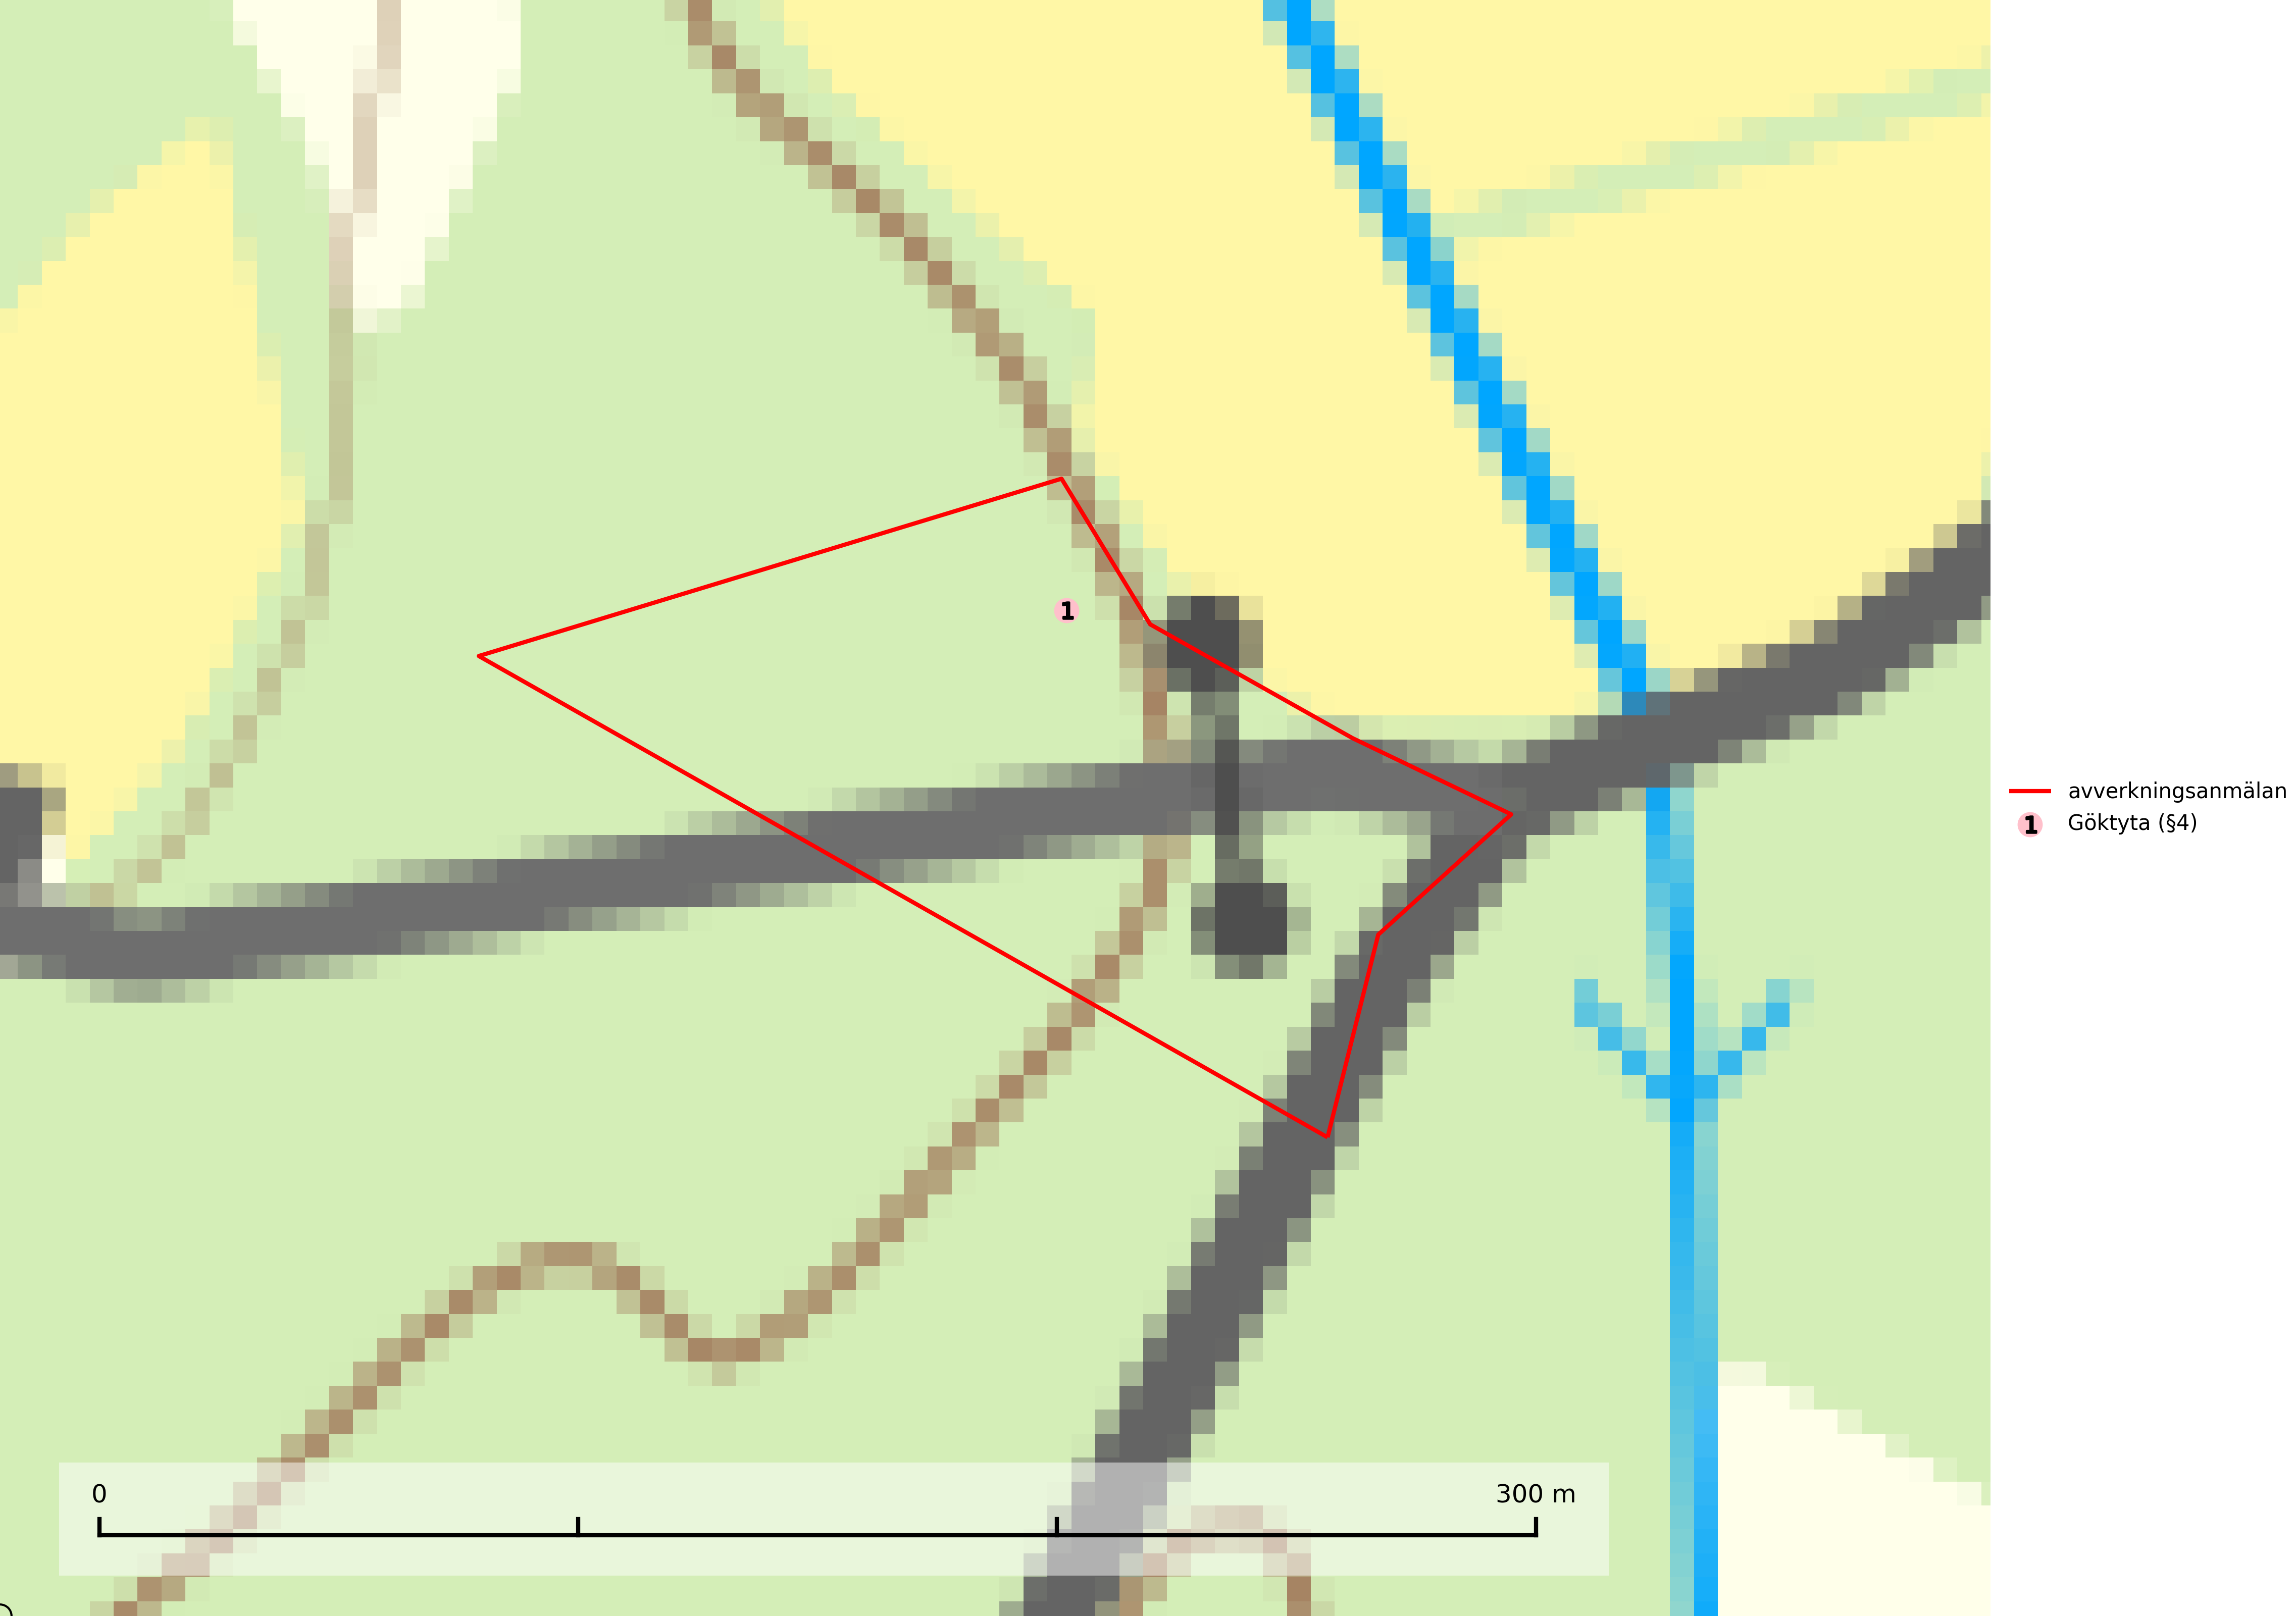 1
avverkningsanmälan
1 Göktyta (§4)
0 300 m